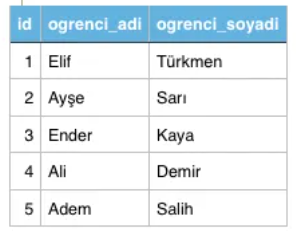 id ogrenci_adi ogrenci_soyadi
1 Elif Türkmen
2 Ayşe Sarı
3 Ender Kaya
4 Ali Demir
5 Adem Salih